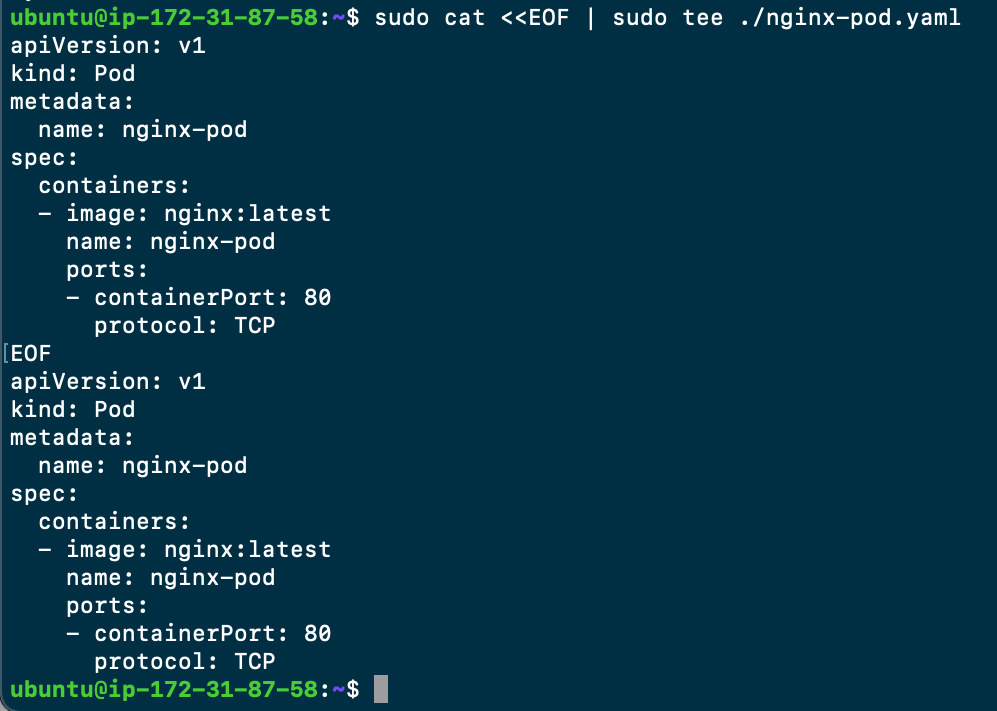 ubuntu@ip-172-31-87-58:~$ sudo cat <<EOF | sudo tee ./nginx-pod.yaml
apiVersion: v1
kind: Pod
metadata:
  name: nginx-pod
spec:
  containers:
  - image: nginx:latest
    name: nginx-pod
    ports:
    - containerPort: 80
      protocol: TCP
[EOF
apiVersion: v1
kind: Pod
metadata:
  name: nginx-pod
spec:
  containers:
  - image: nginx:latest
    name: nginx-pod
    ports:
    - containerPort: 80
      protocol: TCP
ubuntu@ip-172-31-87-58:~$